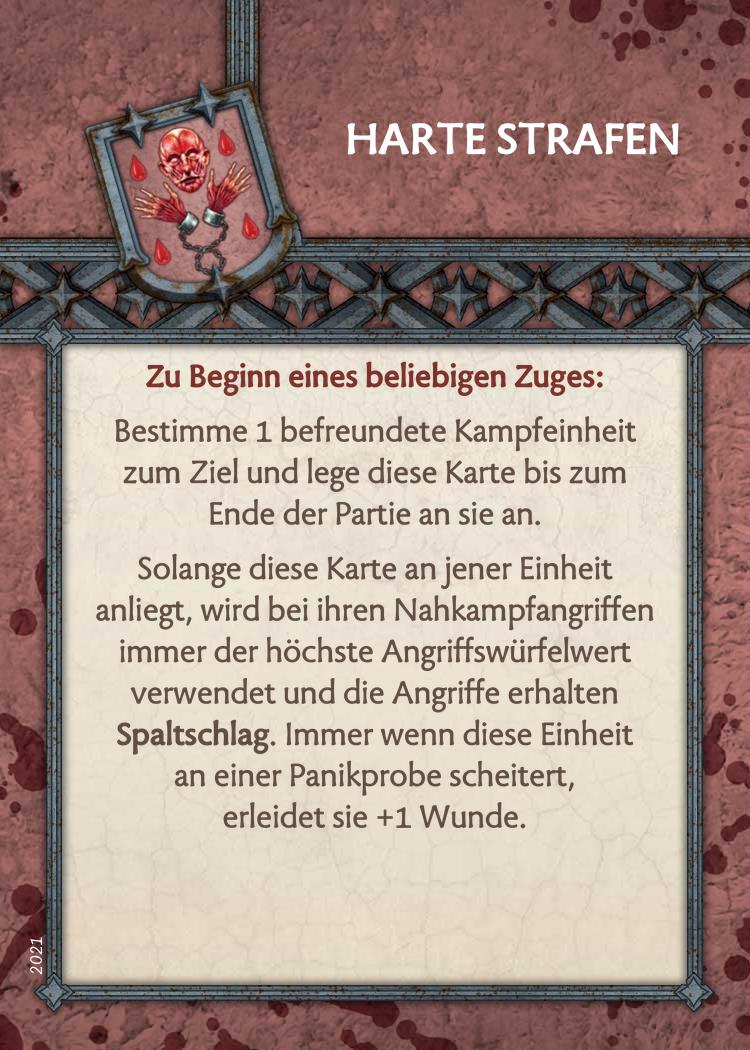 HARTE STRAFEN
Zu Beginn eines beliebigen Zuges:
Bestimme 1 befreundete Kampfeinheit
zum Ziel und lege diese Karte bis zum
Ende der Partie an sie an.
Solange diese Karte an jener Einheit
anliegt, wird bei ihren Nahkampfangriffen
immer der höchste Angriffswürfelwert
verwendet und die Angriffe erhalten
Spaltschlag. Immer wenn diese Einheit
an einer Panikprobe scheitert,
erleidet sie +1 Wunde.
2021